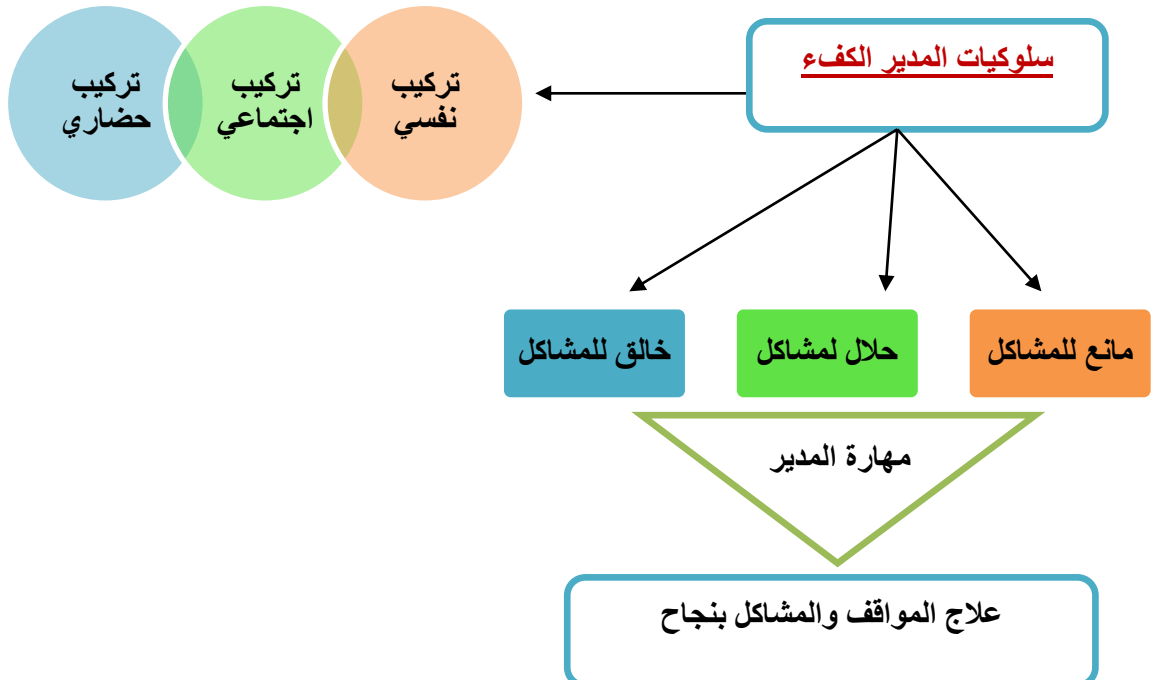 سلوكيات المدير الكفء
تركيب
نفسي
تركيب
اجتماعي
تركيب
حضاري
مانع للمشاكل
حلال لمشاكل
خالق للمشاكل
مهارة المدير
علاج المواقف والمشاكل بنجاح